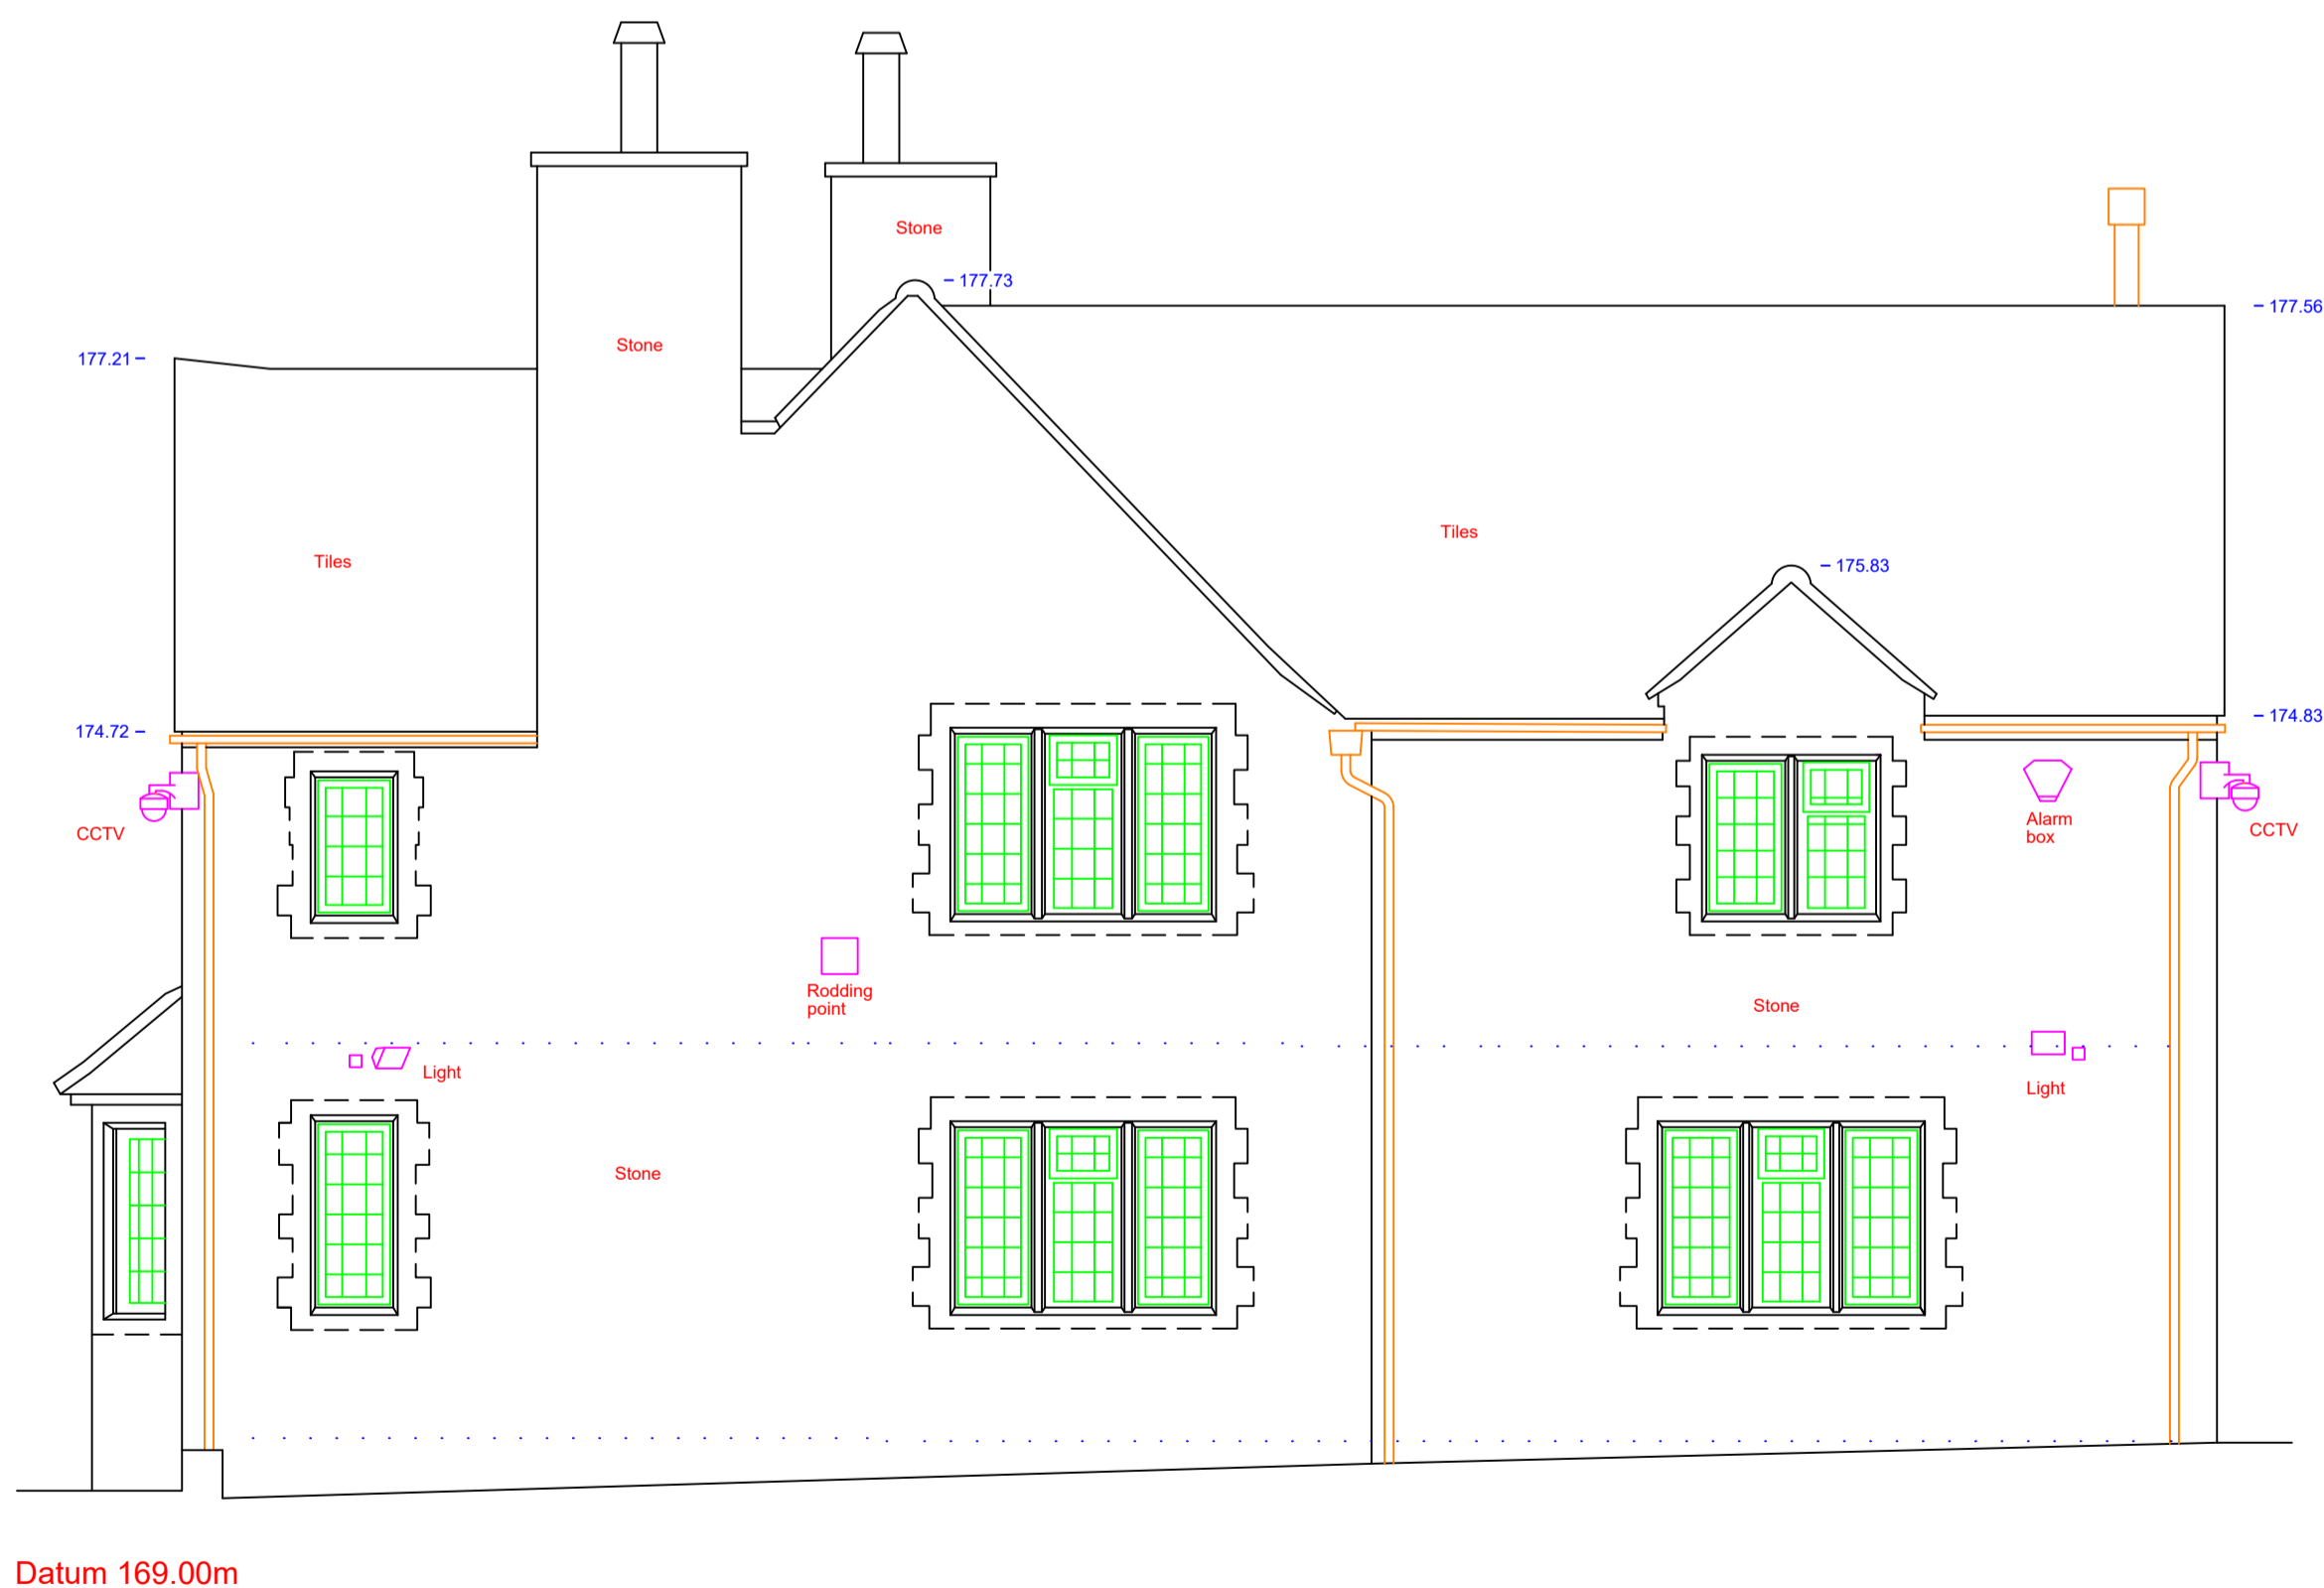 Stone
– 177.73
– 177.56
Stone
177.21 –
Tiles
Tiles
– 175.83
174.72 –
– 174.83
CCTV
Alarm
box
CCTV
Rodding
point
Stone
Light
Light
Stone
Datum 169.00m